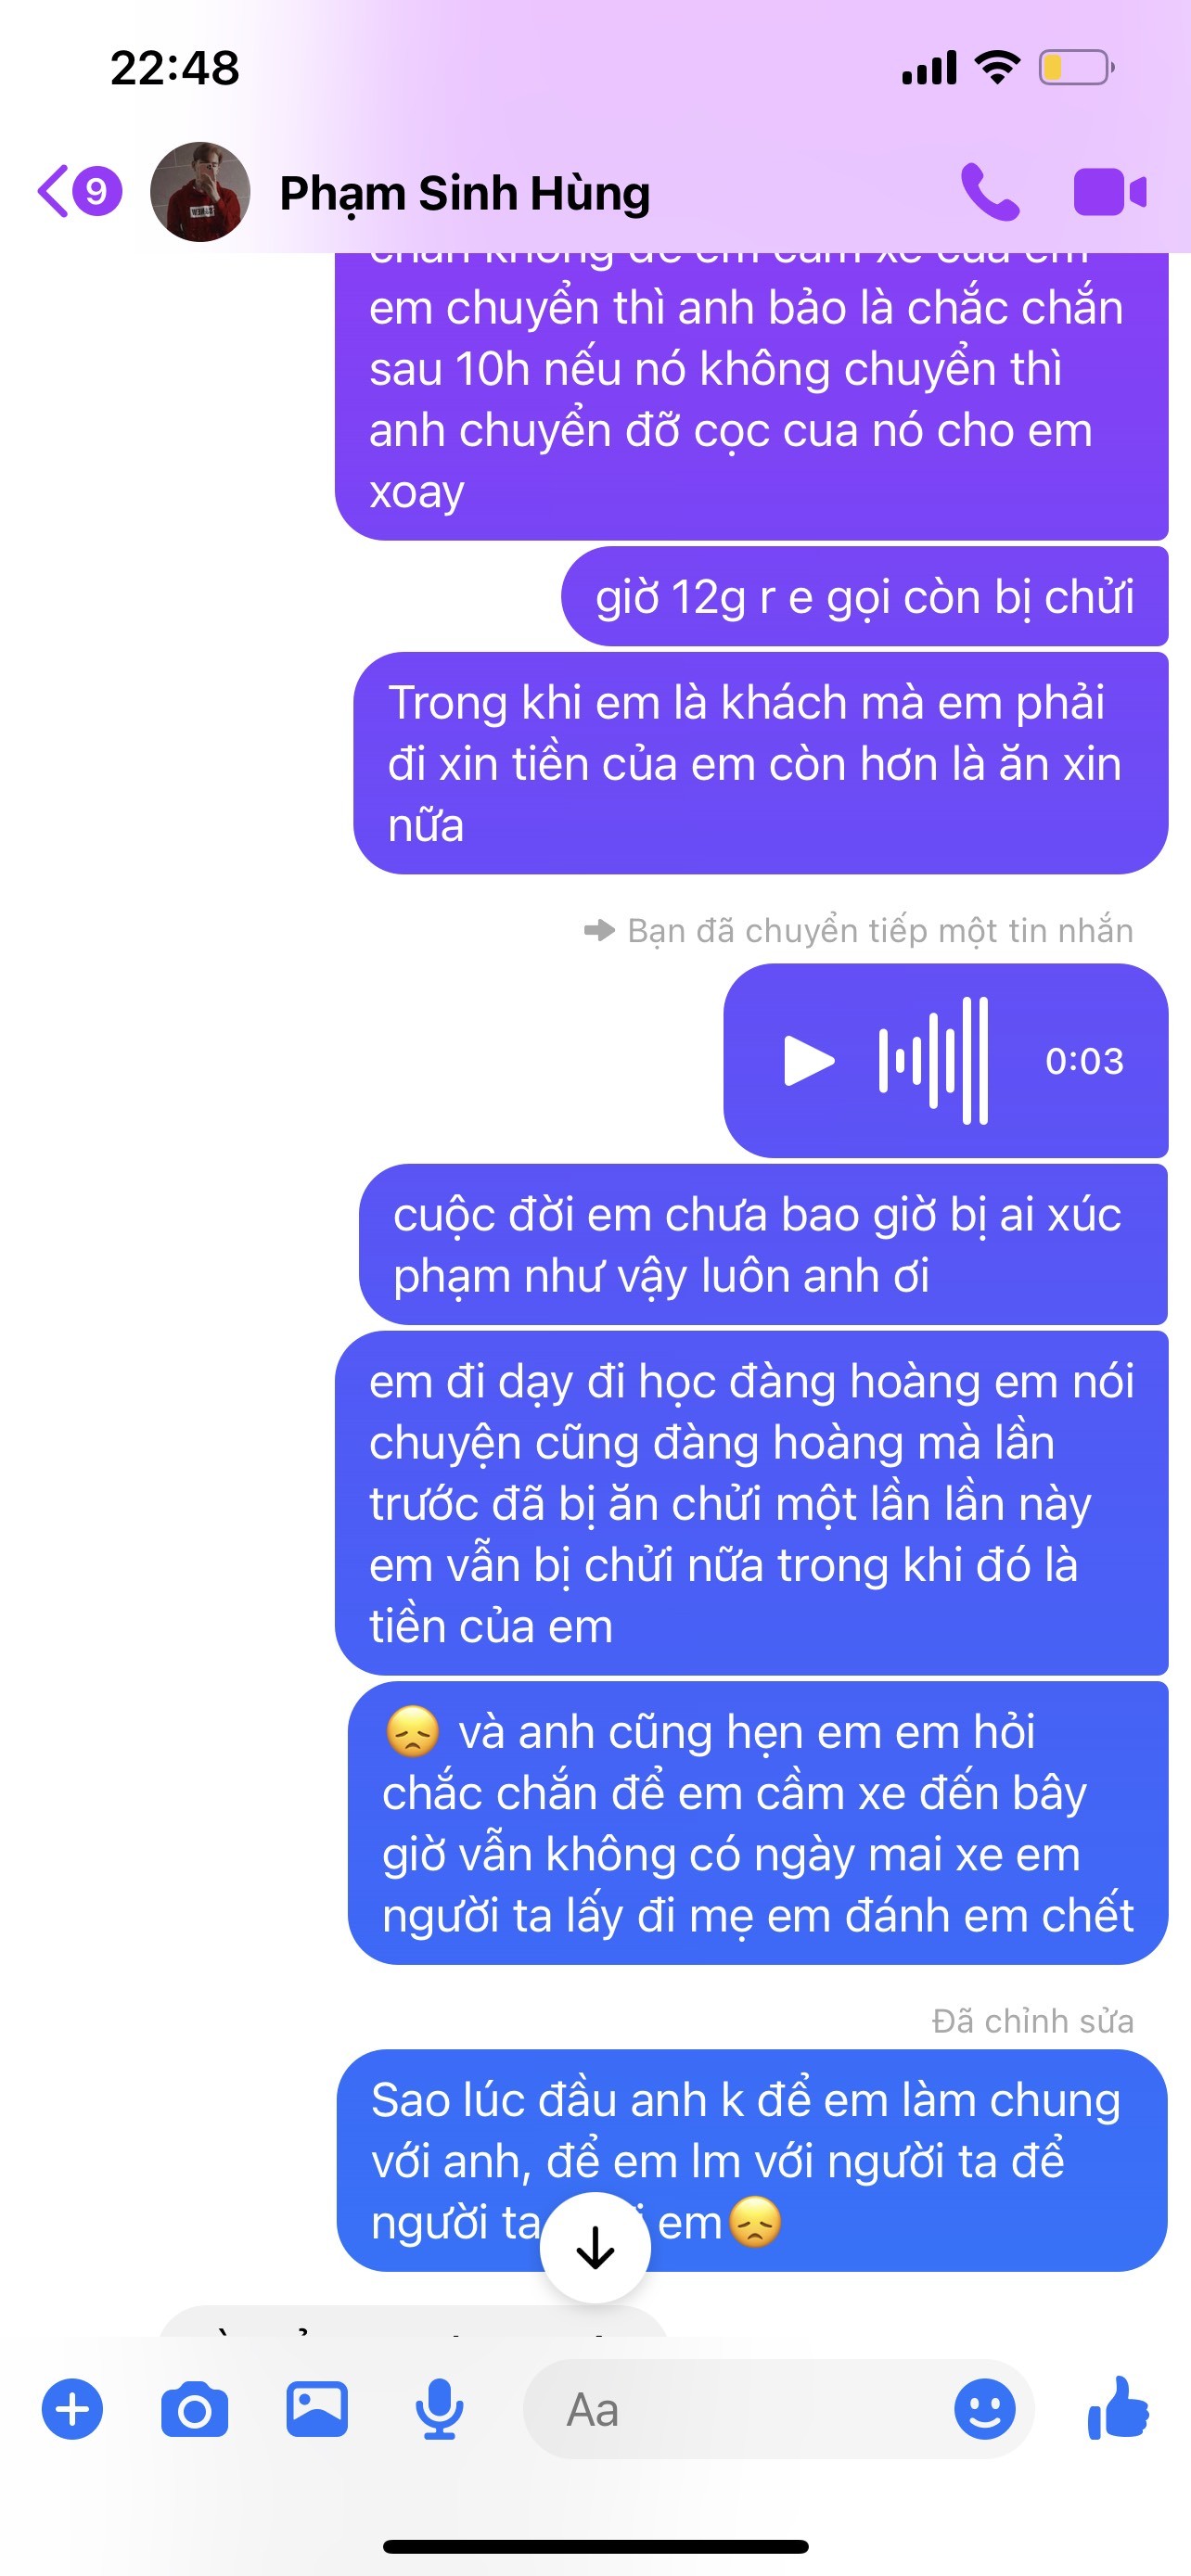 22:48
9
Phạm Sinh Hùng
em chuyển thì anh bảo là chắc chắn
sau 10h nếu nó không chuyển thì
anh chuyển đỡ cọc cua nó cho em
xoay
giờ 12g r e gọi còn bị chửi
Trong khi em là khách mà em phải
đi xin tiền của em còn hơn là ăn xin
nữa
Bạn đã chuyển tiếp một tin nhắn
0:03
cuộc đời em chưa bao giờ bị ai xúc
phạm như vậy luôn anh ơi
em đi dạy đi học đàng hoàng em nói
chuyện cũng đàng hoàng mà lần
trước đã bị ăn chửi một lần lần này
em vẫn bị chửi nữa trong khi đó là
tiền của em
😞 và anh cũng hẹn em em hỏi
chắc chắn để em cầm xe đến bây
giờ vẫn không có ngày mai xe em
người ta lấy đi mẹ em đánh em chết
Đã chỉnh sửa
Sao lúc đầu anh k để em làm chung
với anh, để em lm với người ta để
người ta em😞
Aa